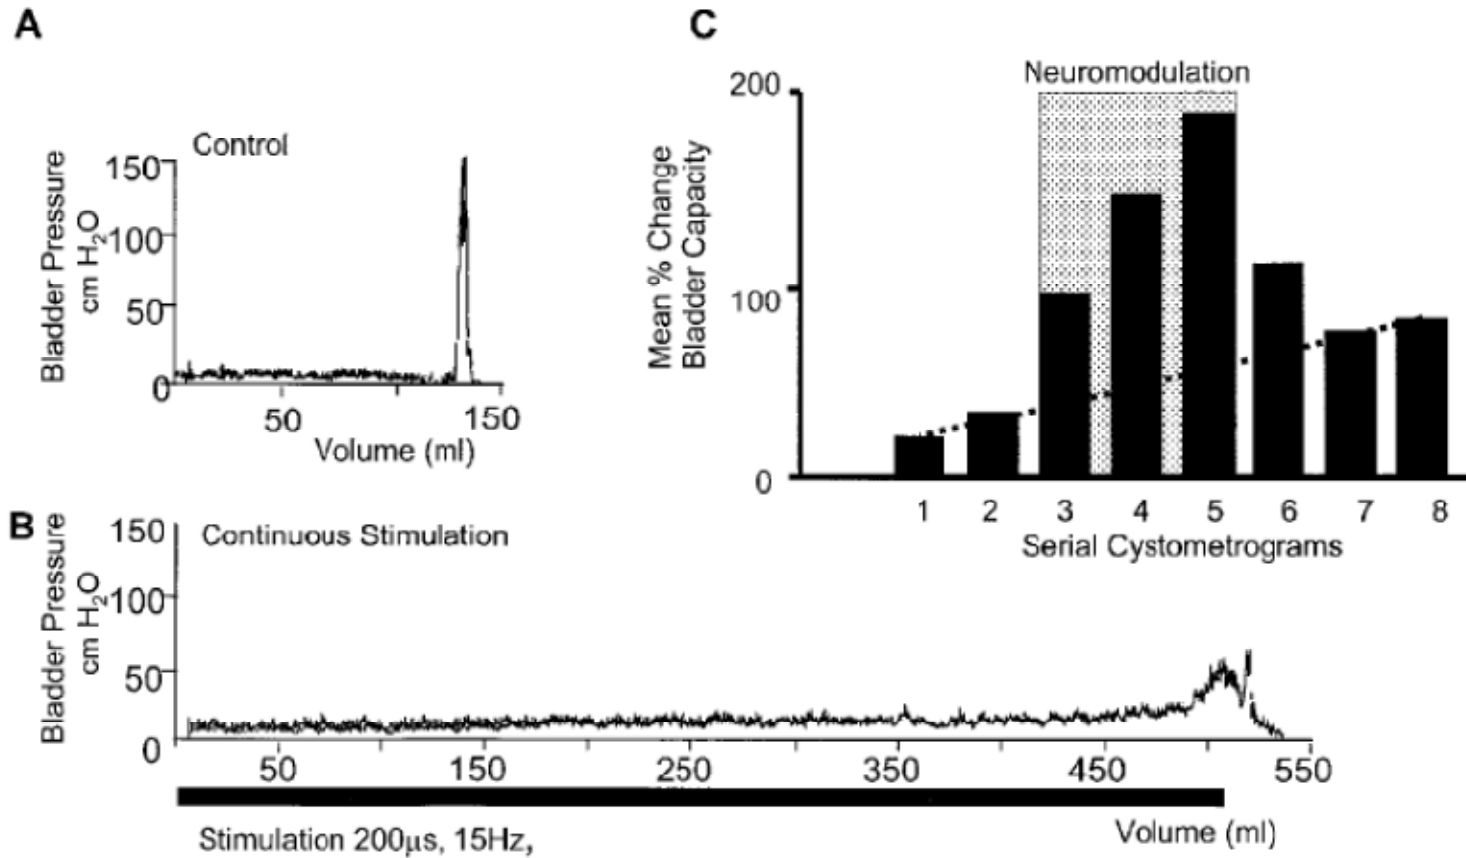 A
Control
Bladder Pressure
cm H₂O
150
100
50
0
50
150
Volume (ml)
B
Continuous Stimulation
Bladder Pressure
cm H₂O
150
100
50
0
50
150
250
350
450
550
Volume (ml)
Stimulation 200μs, 15Hz,
C
Neuromodulation
Mean % Change
Bladder Capacity
200
100
0
1 2 3 4 5 6 7 8
Serial Cystometrograms